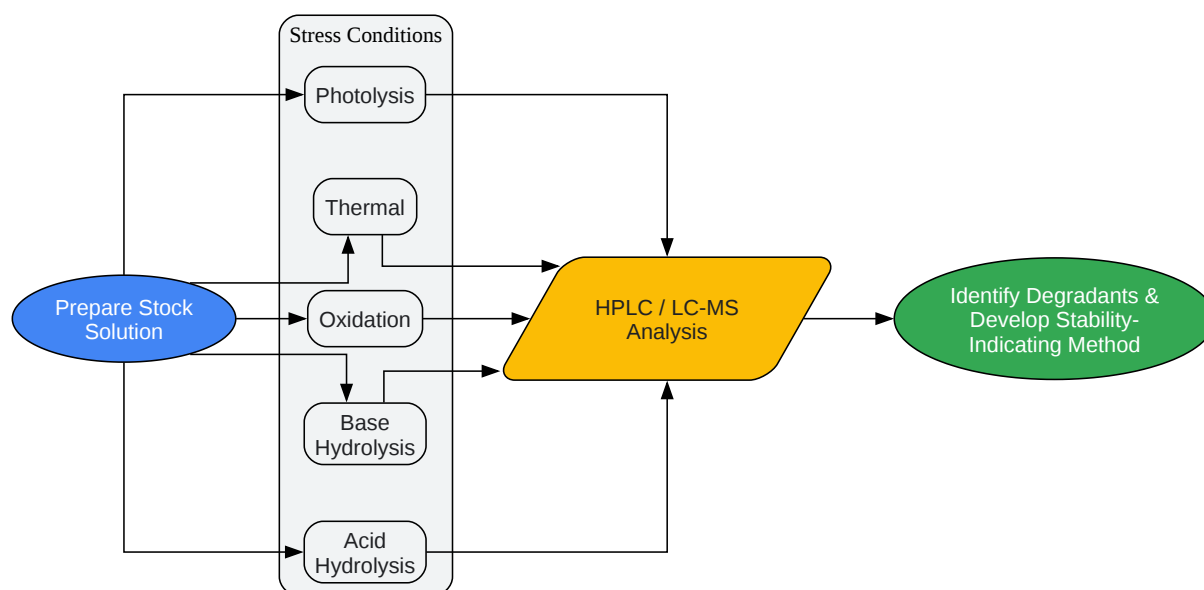 Stress Conditions
Photolysis
Thermal
Prepare Stock
Solution
Oxidation
Base
Hydrolysis
Acid
Hydrolysis
HPLC / LC-MS
Analysis
Identify Degradants &
Develop Stability-
Indicating Method